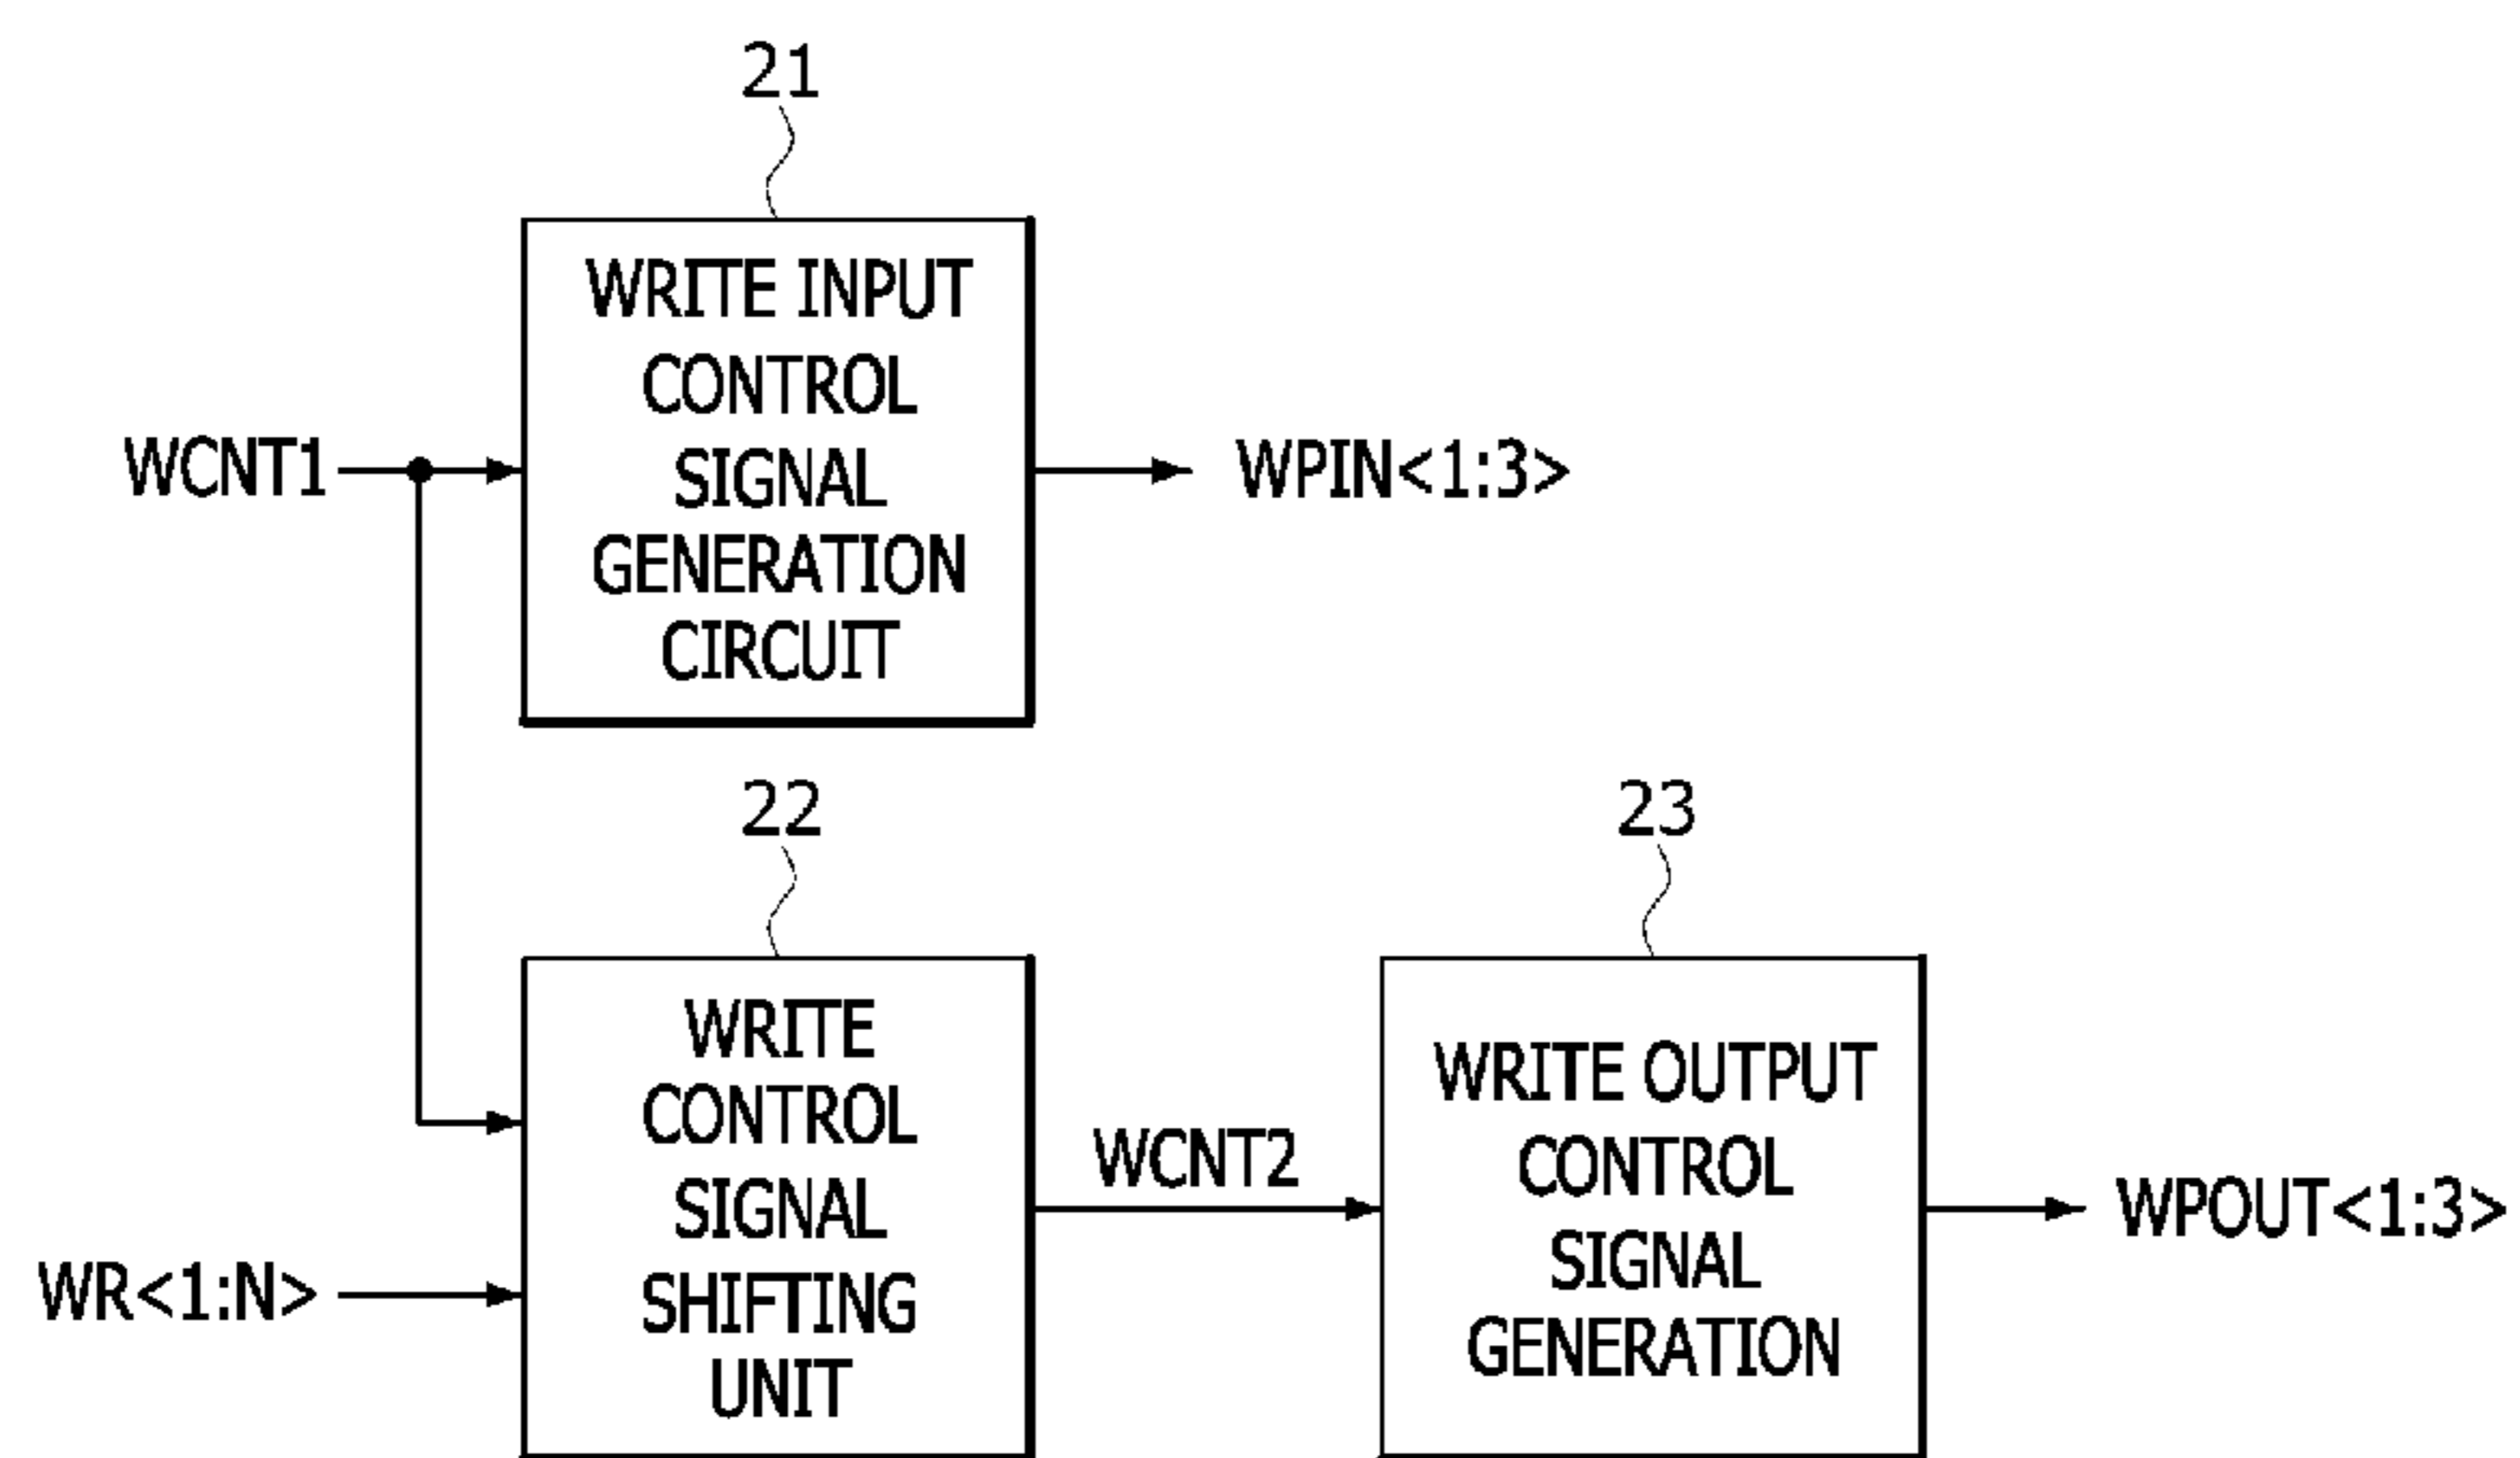 21
WRITE INPUT
CONTROL
SIGNAL
GENERATION
CIRCUIT
WCNT1
WPIN<1:3>
22
WRITE
CONTROL
SIGNAL
SHIFTING
UNIT
WR<1:N>
WCNT2
23
WRITE OUTPUT
CONTROL
SIGNAL
GENERATION
WPOUT<1:3>